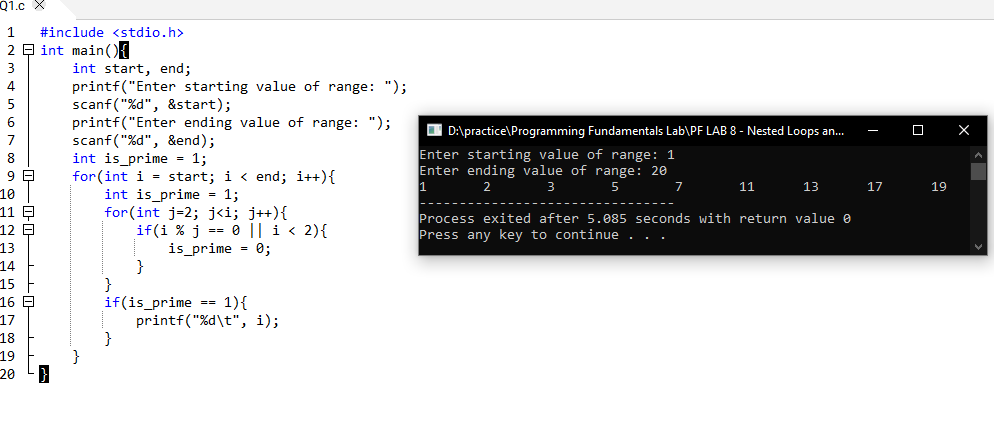 Q1.c
1 #include <stdio.h>
2 int main(){
3 int start, end;
4 printf("Enter starting value of range: ");
5 scanf("%d", &start);
6 printf("Enter ending value of range: ");
7 scanf("%d", &end);
8 int is_prime = 1;
9 for(int i = start; i < end; i++){
10 int is_prime = 1;
11 for(int j=2; j<i; j++){
12 if(i % j == 0 || i < 2){
13 is_prime = 0;
14 }
15 }
16 if(is_prime == 1){
17 printf("%d\t", i);
18 }
19 }
20 }
D:\practice\Programming Fundamentals Lab\PF LAB 8 - Nested Loops an...
Enter starting value of range: 1
Enter ending value of range: 20
1 2 3 5 7 11 13 17 19
--------------------------------
Process exited after 5.085 seconds with return value 0
Press any key to continue . . .